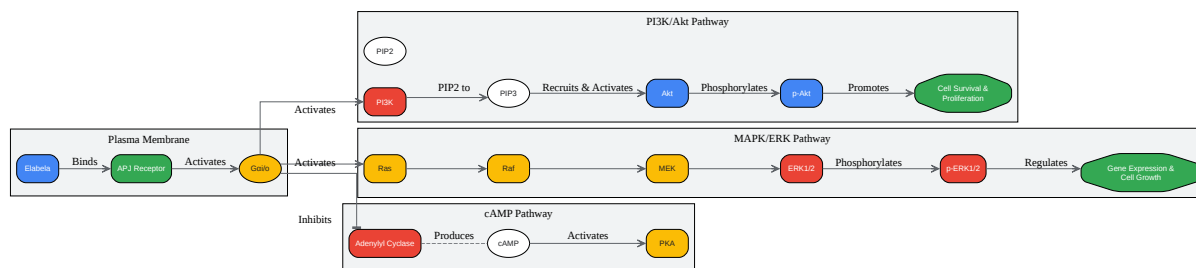 PI3K/Akt Pathway
PIP2
PI3K
PIP2 to
PIP3
Recruits & Activates
Akt
Phosphorylates
p-Akt
Promotes
Cell Survival &
Proliferation
Activates
Plasma Membrane
Elabela
Binds
APJ Receptor
Activates
Gαi/o
Activates
MAPK/ERK Pathway
Ras
Raf
MEK
ERK1/2
Phosphorylates
p-ERK1/2
Regulates
Gene Expression &
Cell Growth
Inhibits
cAMP Pathway
Adenylyl Cyclase
Produces
cAMP
Activates
PKA